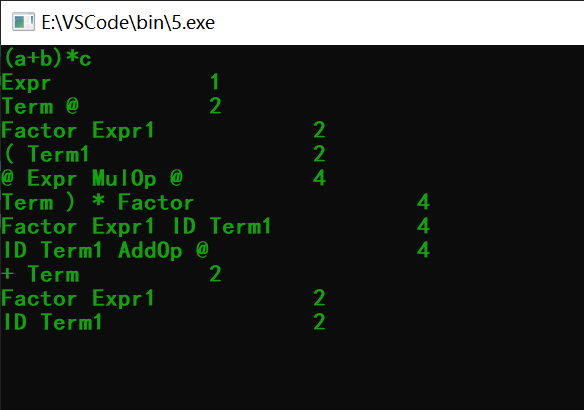 E:\VSCode\bin\5.exe
(a+b)*c
Expr 1
Term @ 2
Factor Expr1 2
( Term1 2
@ Expr MulOp @ 4
Term ) * Factor 4
Factor Expr1 ID Term1 4
ID Term1 AddOp @ 4
+ Term 2
Factor Expr1 2
ID Term1 2